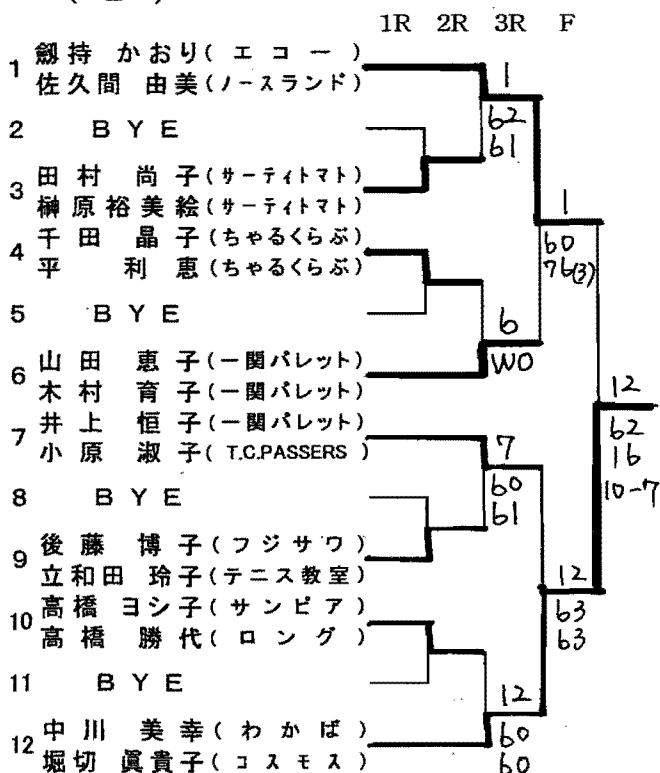 1R 2R 3R F
1 劔持 かおり(エコー)
佐久間 由美(ノースランド)
2 BYE
3 田村 尚子(サーティトマト)
榊原裕美絵(サーティトマト)
4 千田 晶子(ちゃるくらぶ)
平 利恵(ちゃるくらぶ)
5 BYE
6 山田 恵子(一関パレット)
木村 育子(一関パレット)
7 井上 恒子(一関パレット)
小原 淑子(T.C.PASSERS)
8 BYE
9 後藤 博子(フジサワ)
立和田 玲子(テニス教室)
10 高橋 ヨシ子(サンピア)
高橋 勝代(ロング)
11 BYE
12 中川 美幸(わかば)
堀切 眞貴子(コスモス)
1
62
61
6
WO
7
60
61
12
60
60
1
60
76(3)
12
63
63
12
62
16
10-7